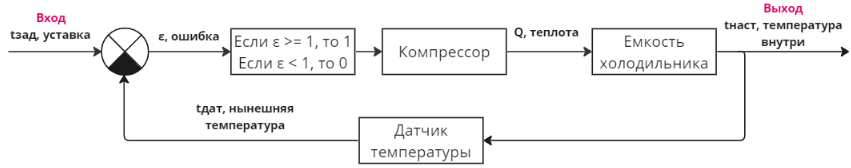 Вход
tзад, уставка
ε, ошибка
Если ε >= 1, то 1
Если ε < 1, то 0
Компрессор
Q, теплота
Емкость
холодильника
Выход
tнаст, температура
внутри
tдат, нынешняя
температура
Датчик
температуры